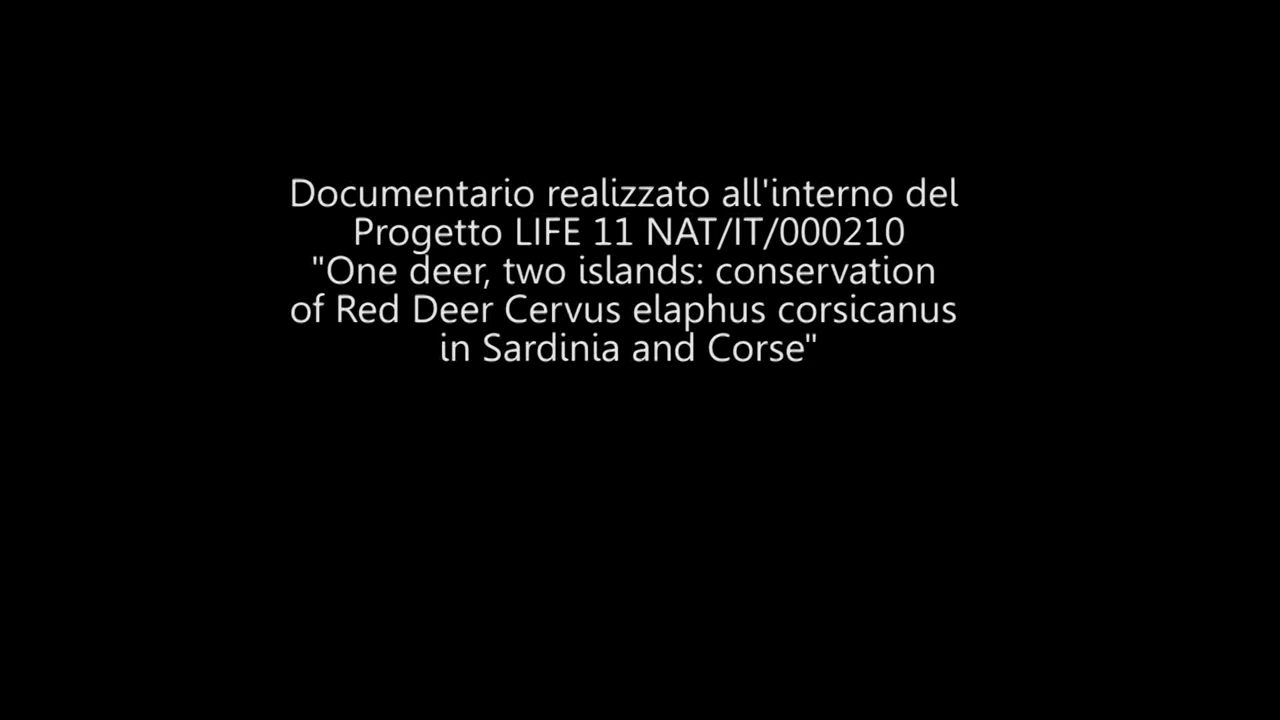 Documentario realizzato all'interno del
Progetto LIFE 11 NAT/IT/000210
"One deer, two islands: conservation
of Red Deer Cervus elaphus corsicanus
in Sardinia and Corse"